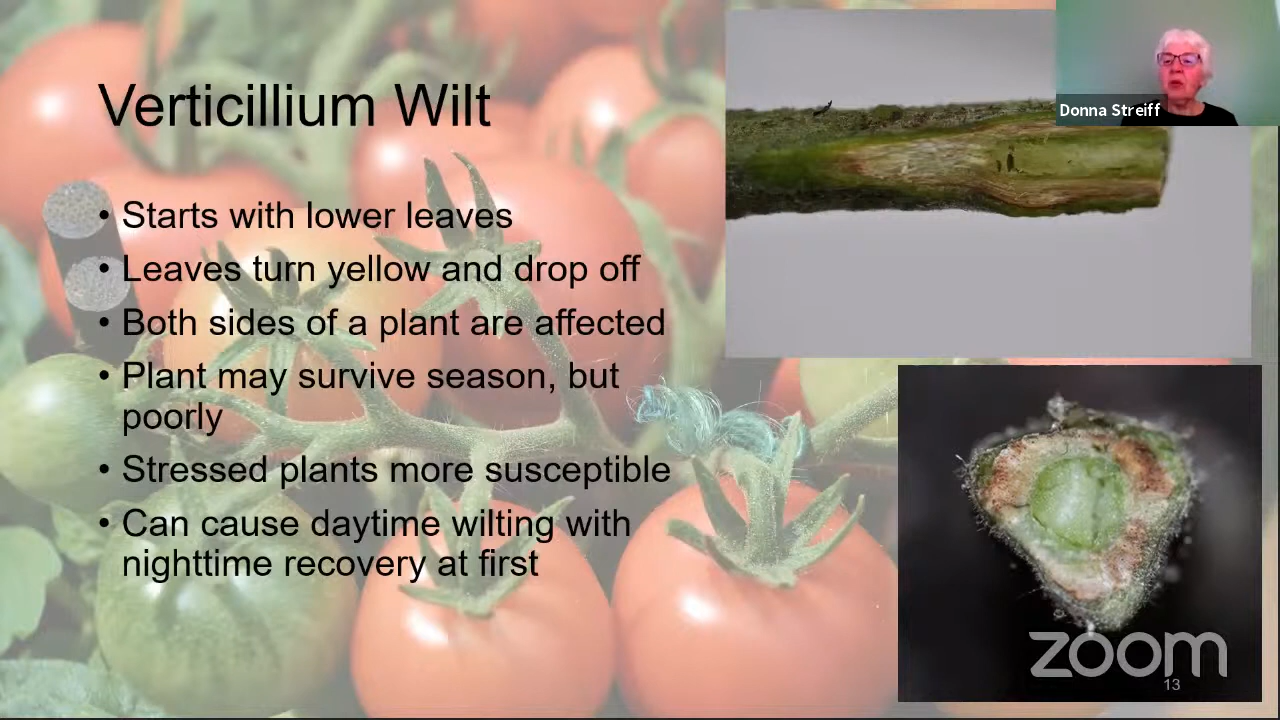 Verticillium Wilt
• Starts with lower leaves
• Leaves turn yellow and drop off
• Both sides of a plant are affected
• Plant may survive season, but
poorly
• Stressed plants more susceptible
• Can cause daytime wilting with
nighttime recovery at first
Donna Streiff
zoom
13